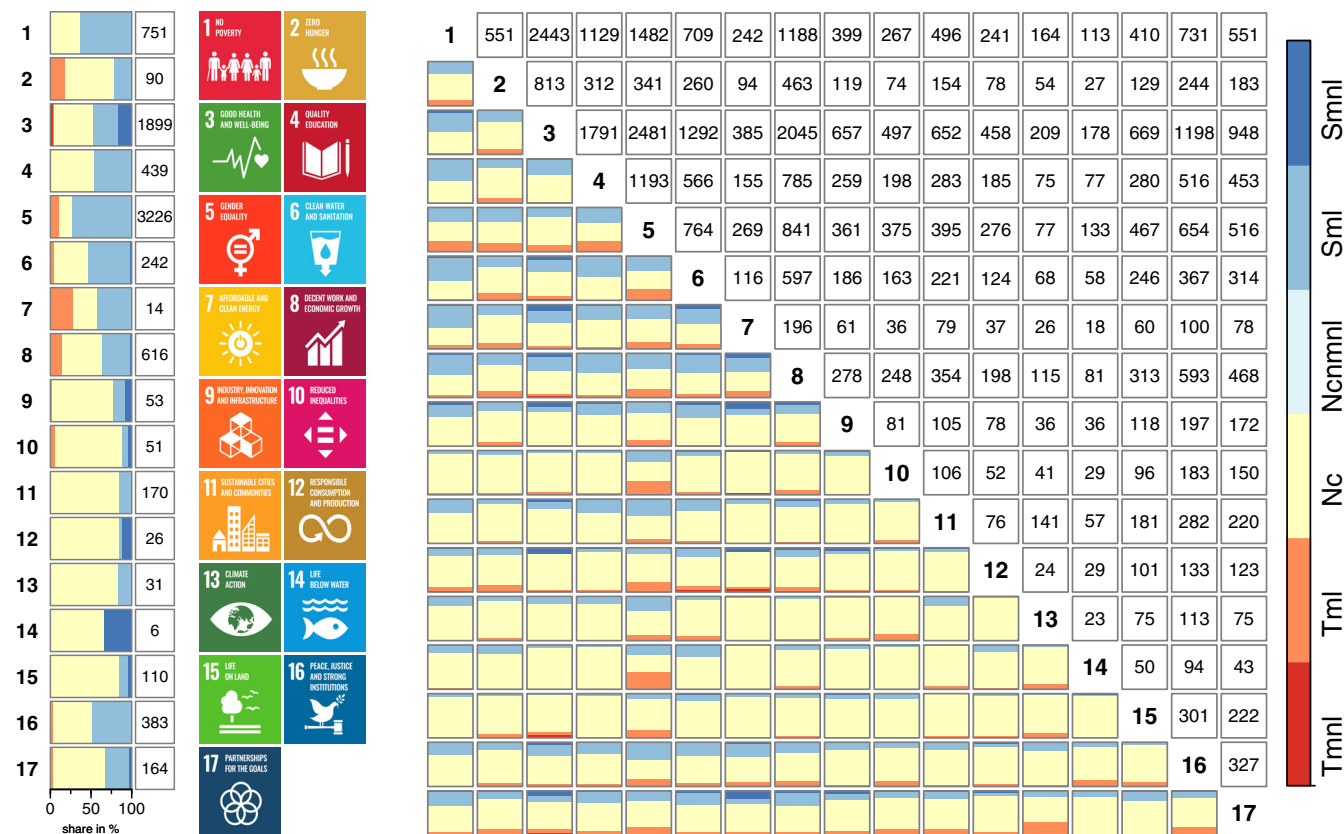 1 751
2 90
3 1899
4 439
5 3226
6 242
7 14
8 616
9 53
10 51
11 170
12 26
13 31
14 6
15 110
16 383
17 164
0 50 100
share in %
1 NO
POVERTY
2 ZERO
HUNGER
3 GOOD HEALTH
AND WELL-BEING
4 QUALITY
EDUCATION
5 GENDER
EQUALITY
6 CLEAN WATER
AND SANITATION
7 AFFORDABLE AND
CLEAN ENERGY
8 DECENT WORK AND
ECONOMIC GROWTH
9 INDUSTRY, INNOVATION
AND INFRASTRUCTURE
10 REDUCED
INEQUALITIES
11 SUSTAINABLE CITIES
AND COMMUNITIES
12 RESPONSIBLE
CONSUMPTION
AND PRODUCTION
13 CLIMATE
ACTION
14 LIFE
BELOW WATER
15 LIFE
ON LAND
16 PEACE, JUSTICE
AND STRONG
INSTITUTIONS
17 PARTNERSHIPS
FOR THE GOALS
1 551 2443 1129 1482 709 242 1188 399 267 496 241 164 113 410 731 551
2 813 312 341 260 94 463 119 74 154 78 54 27 129 244 183
3 1791 2481 1292 385 2045 657 497 652 458 209 178 669 1198 948
4 1193 566 155 785 259 198 283 185 75 77 280 516 453
5 764 269 841 361 375 395 276 77 133 467 654 516
6 116 597 186 163 221 124 68 58 246 367 314
7 196 61 36 79 37 26 18 60 100 78
8 278 248 354 198 115 81 313 593 468
9 81 105 78 36 36 118 197 172
10 106 52 41 29 96 183 150
11 76 141 57 181 282 220
12 24 29 101 133 123
13 23 75 113 75
14 50 94 43
15 301 222
16 327
17
Smnl
Sml
Ncmnl
Nc
Tml
Tmnl